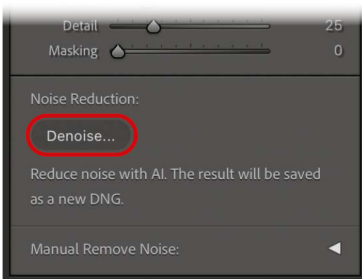 Detail 25
Masking 0
Noise Reduction:
Denoise...
Reduce noise with AI. The result will be saved
as a new DNG.
Manual Remove Noise: